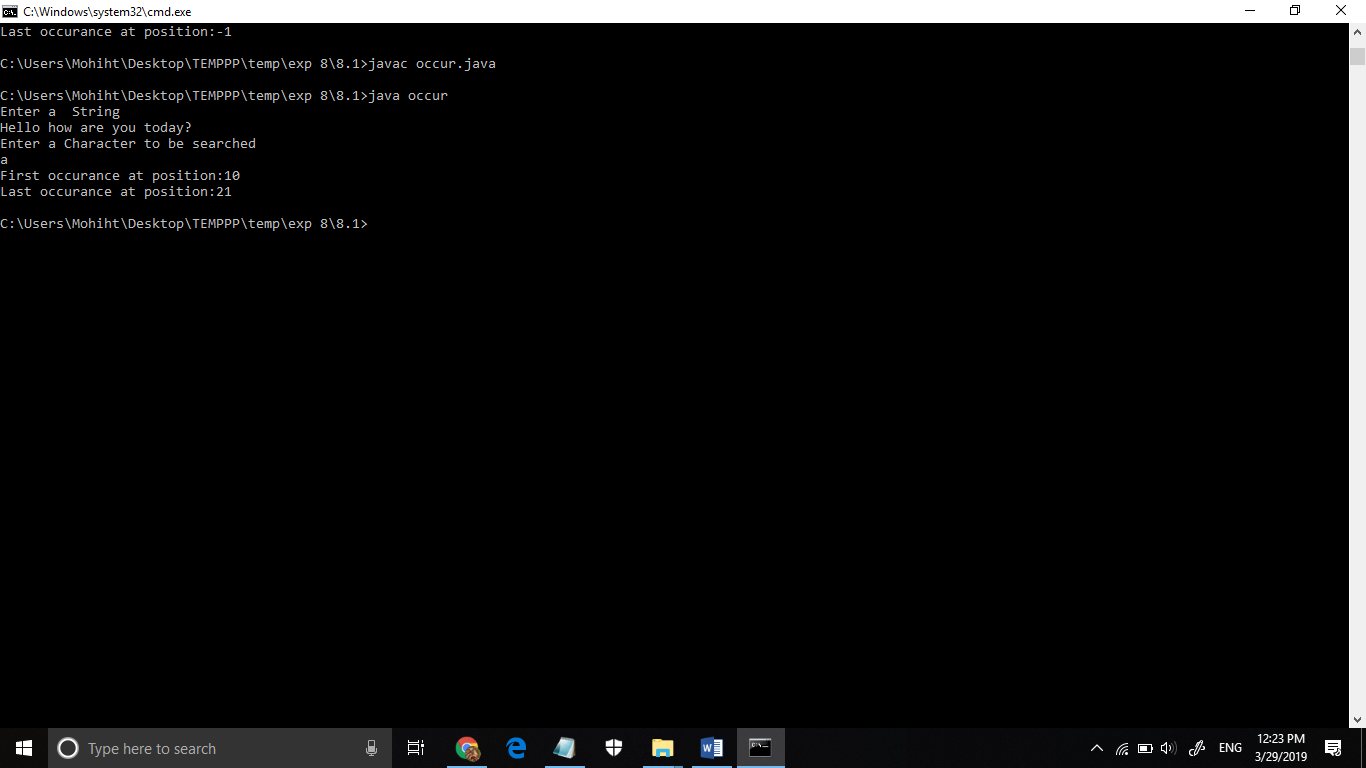 C:\Windows\system32\cmd.exe
Last occurance at position:-1
C:\Users\Mohiht\Desktop\TEMPPP\temp\exp 8\8.1>javac occur.java
C:\Users\Mohiht\Desktop\TEMPPP\temp\exp 8\8.1>java occur
Enter a  String
Hello how are you today?
Enter a Character to be searched
a
First occurance at position:10
Last occurance at position:21
C:\Users\Mohiht\Desktop\TEMPPP\temp\exp 8\8.1>
Type here to search
ENG
12:23 PM
3/29/2019